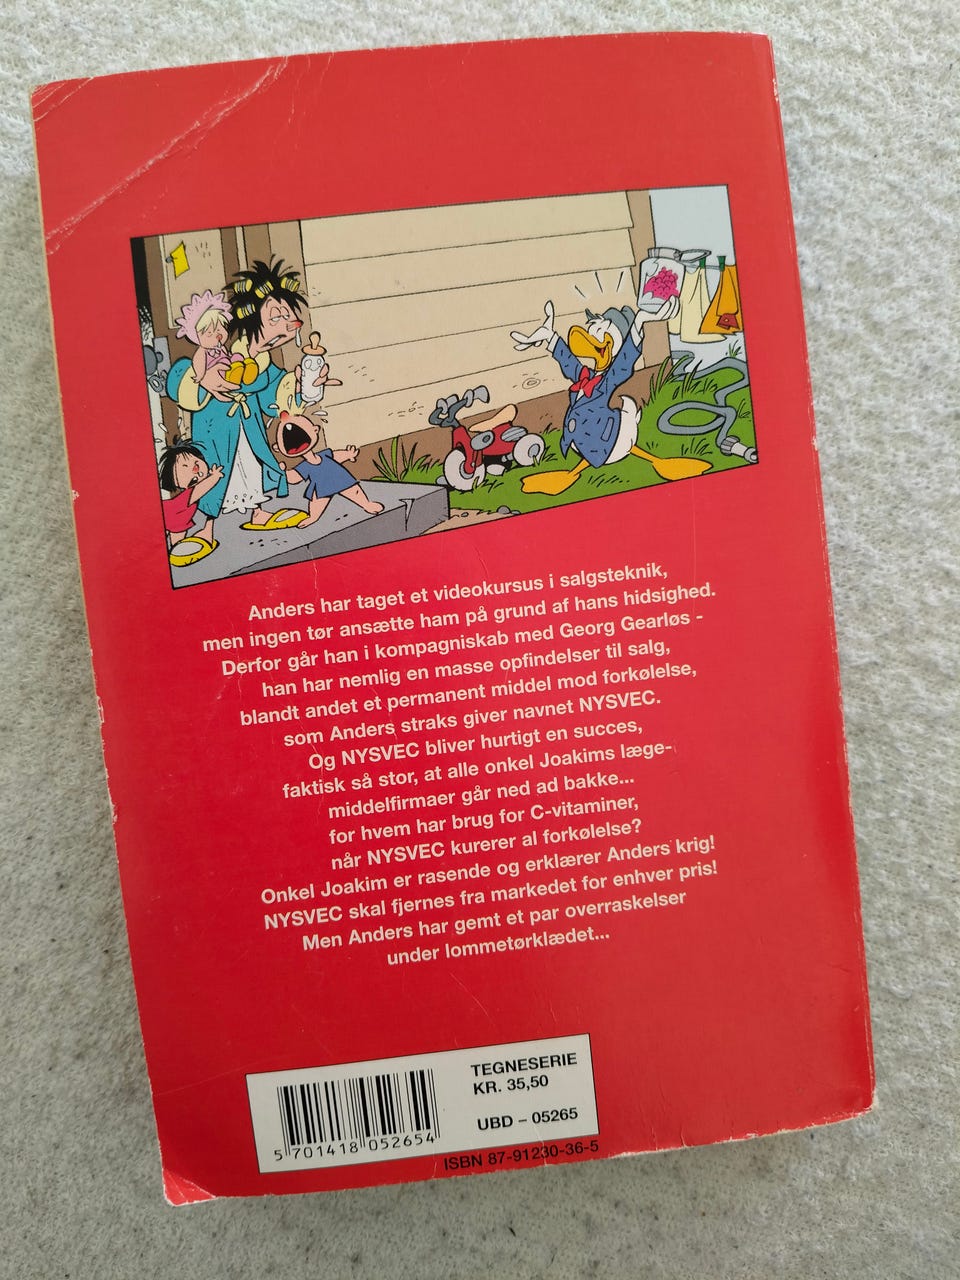 Anders har taget et videokursus i salgsteknik,
men ingen tør ansætte ham på grund af hans hidsighed.
Derfor går han i kompagniskab med Georg Gearløs -
han har nemlig en masse opfindelser til salg,
blandt andet et permanent middel mod forkølelse,
som Anders straks giver navnet NYSVEC.
Og NYSVEC bliver hurtigt en succes,
faktisk så stor, at alle onkel Joakims læge-
middelfirmaer går ned ad bakke...
for hvem har brug for C-vitaminer,
når NYSVEC kurerer al forkølelse?
Onkel Joakim er rasende og erklærer Anders krig!
NYSVEC skal fjernes fra markedet for enhver pris!
Men Anders har gemt et par overraskelser
under lommetørklædet...
TEGNESERIE
KR. 35,50
UBD – 05265
5 701418 052654
ISBN 87-91230-36-5